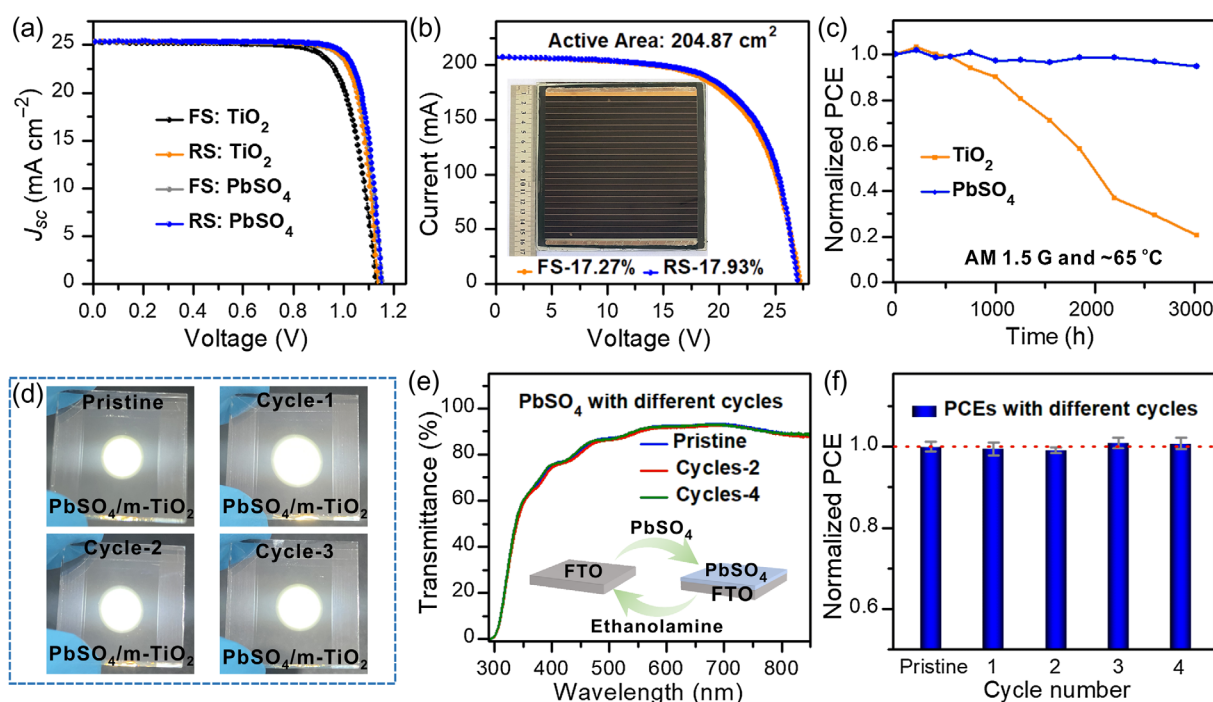 (a)
25
20
15
10
5
0
J_SC (mA cm⁻²)
FS: TiO₂
RS: TiO₂
FS: PbSO₄
RS: PbSO₄
0.0 0.2 0.4 0.6 0.8 1.0 1.2
Voltage (V)
(b)
Active Area: 204.87 cm²
200
150
100
50
0
Current (mA)
FS-17.27% RS-17.93%
0 5 10 15 20 25
Voltage (V)
(c)
1.0
0.8
0.6
0.4
0.2
0.0
Normalized PCE
TiO₂
PbSO₄
AM 1.5 G and ~65 °C
0 1000 2000 3000
Time (h)
(d)
Pristine
PbSO₄/m-TiO₂
Cycle-1
PbSO₄/m-TiO₂
Cycle-2
PbSO₄/m-TiO₂
Cycle-3
PbSO₄/m-TiO₂
(e)
100
80
60
40
20
0
Transmittance (%)
PbSO₄ with different cycles
Pristine
Cycles-2
Cycles-4
PbSO₄
FTO
PbSO₄
FTO
Ethanolamine
300 400 500 600 700 800
Wavelength (nm)
(f)
PCEs with different cycles
1.0
0.8
0.6
Normalized PCE
Pristine 1 2 3 4
Cycle number